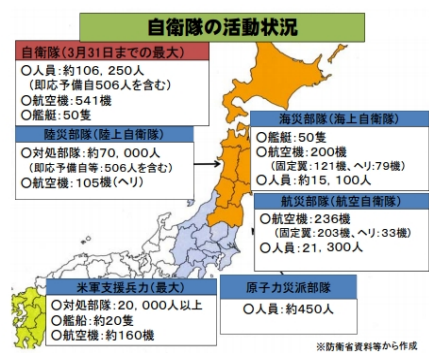 自衛隊の活動状況
自衛隊(3月31日までの最大)
○人員:約106,250人
(即応予備自506人を含む)
○航空機:541機
○艦艇:50隻
陸災部隊(陸上自衛隊)
○対処部隊:約70,000人
(即応予備自等:506人を含む)
○航空機:105機(ヘリ)
海災部隊(海上自衛隊)
○艦艇:50隻
○航空機:200機
(固定翼:121機、ヘリ:79機)
○人員:約15,100人
航災部隊(航空自衛隊)
○航空機:236機
(固定翼:203機、ヘリ:33機)
○人員:21,300人
米軍支援兵力(最大)
○対処部隊:20,000人以上
○艦船:約20隻
○航空機:約160機
原子力災派部隊
○人員:約450人
※防衛省資料等から作成